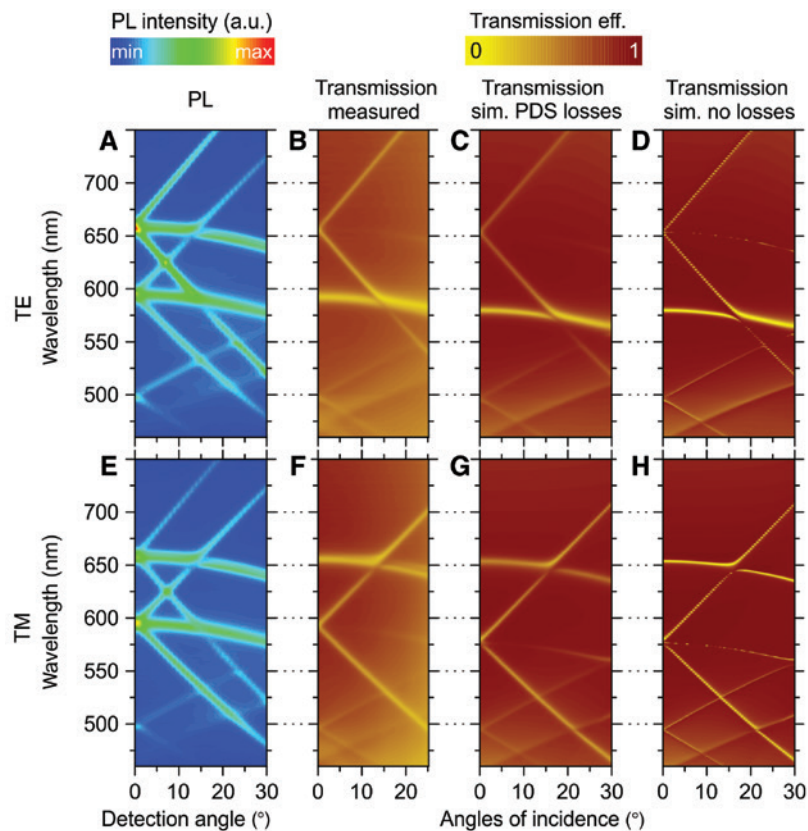 PL intensity (a.u.)
min max
Transmission eff.
0 1
PL
Transmission
measured
Transmission
sim. PDS losses
Transmission
sim. no losses
A B C D
700
650
600
550
500
TE
Wavelength (nm)
E F G H
700
650
600
550
500
TM
Wavelength (nm)
0 10 20 30 0 10 20 0 10 20 30 0 10 20 30
Detection angle (°) Angles of incidence (°)